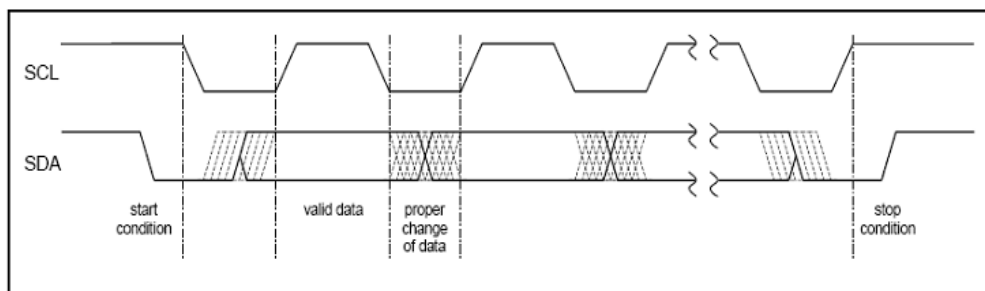 SCL
SDA
start
condition
valid data
proper
change
of data
stop
condition